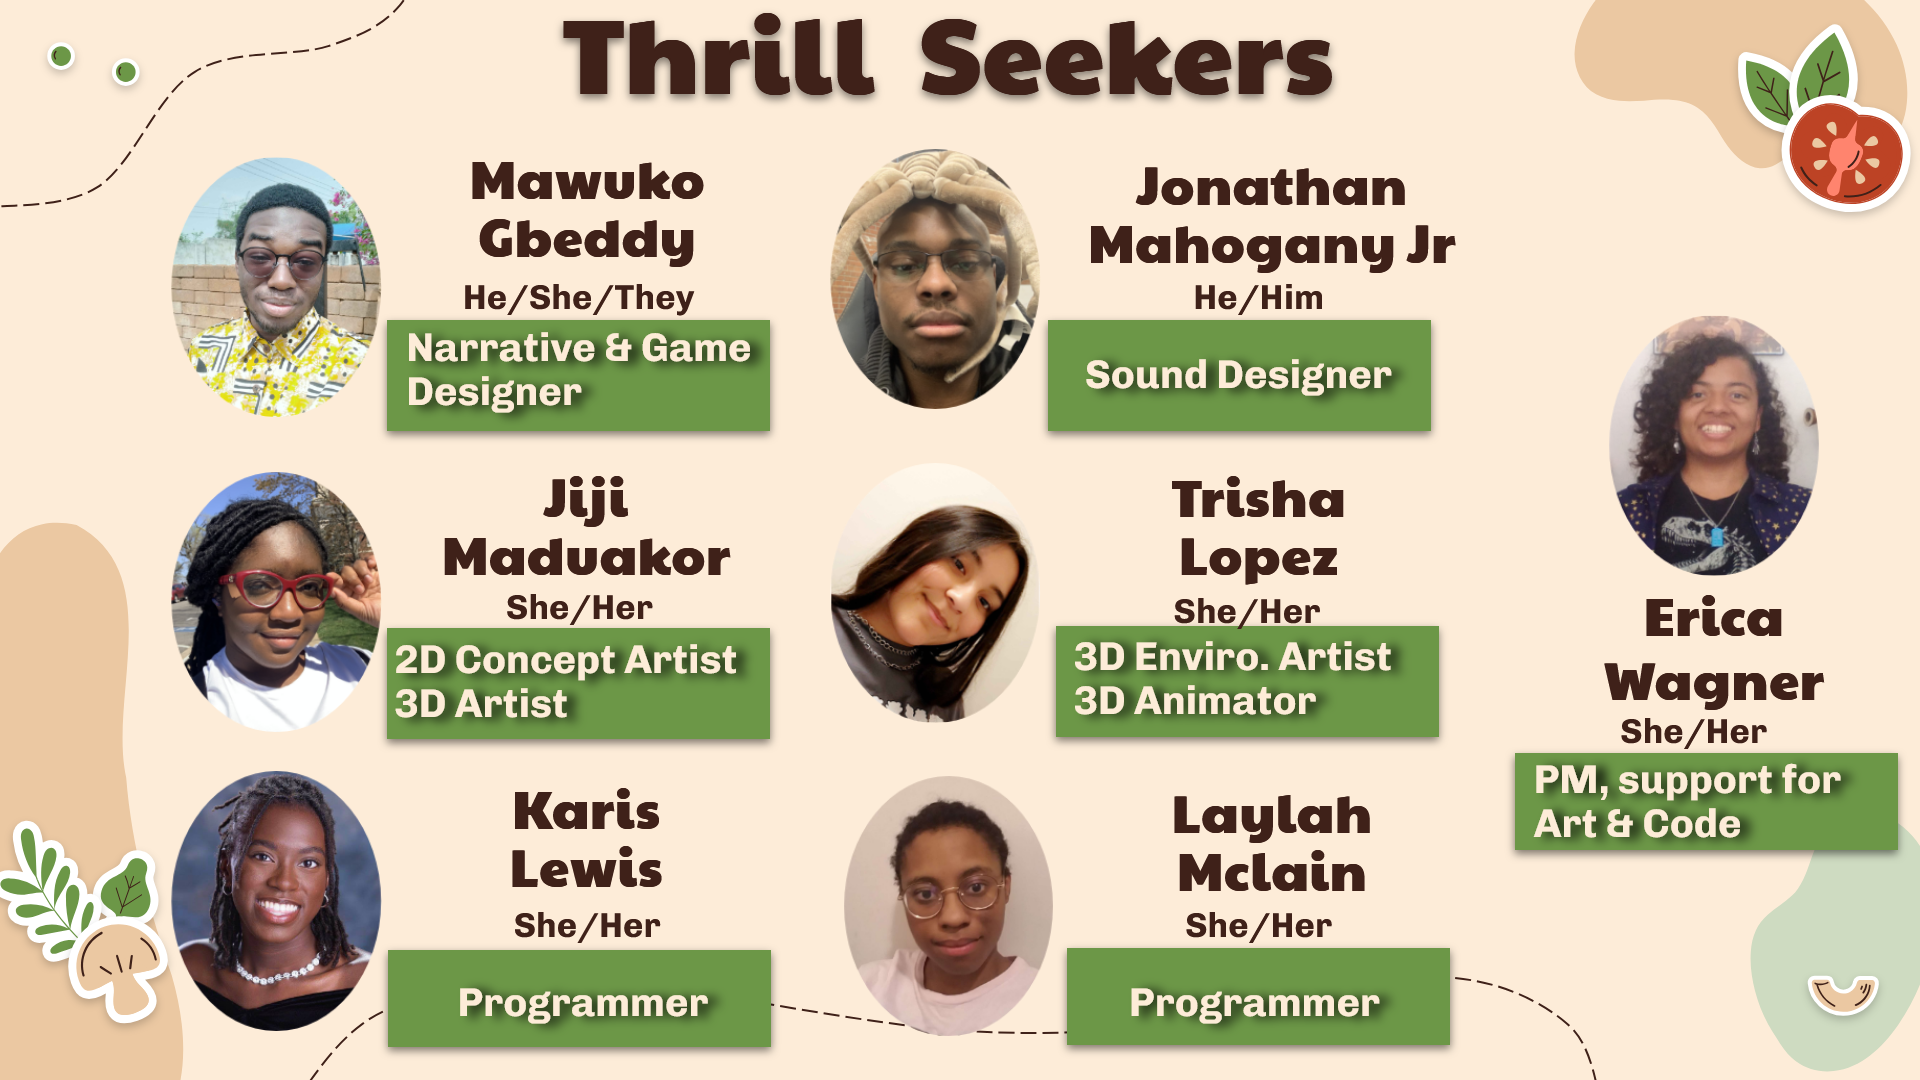 Thrill Seekers
Mawuko
Gbeddy
He/She/They
Narrative & Game
Designer
Jonathan
Mahogany Jr
He/Him
Sound Designer
Jiji
Maduakor
She/Her
2D Concept Artist
3D Artist
Trisha
Lopez
She/Her
3D Enviro. Artist
3D Animator
Erica
Wagner
She/Her
PM, support for
Art & Code
Karis
Lewis
She/Her
Programmer
Laylah
Mclain
She/Her
Programmer